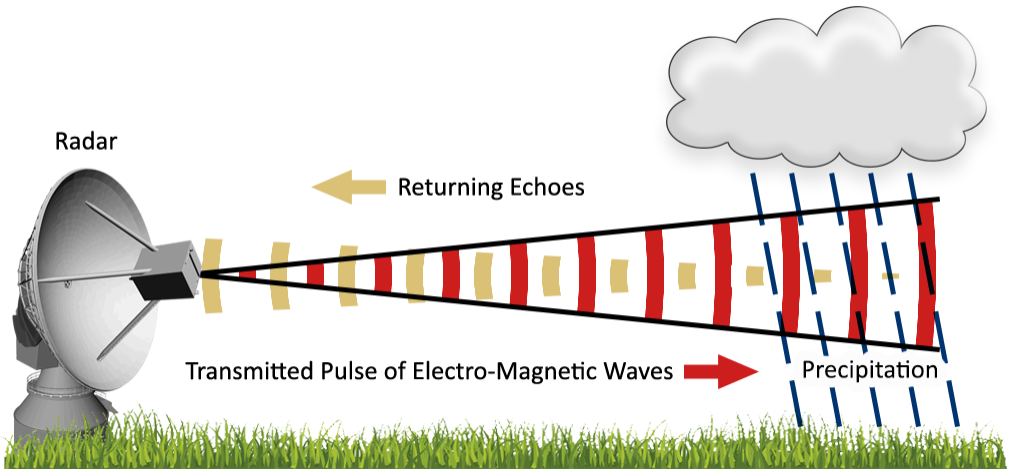 Radar
Returning Echoes
Transmitted Pulse of Electro-Magnetic Waves
Precipitation